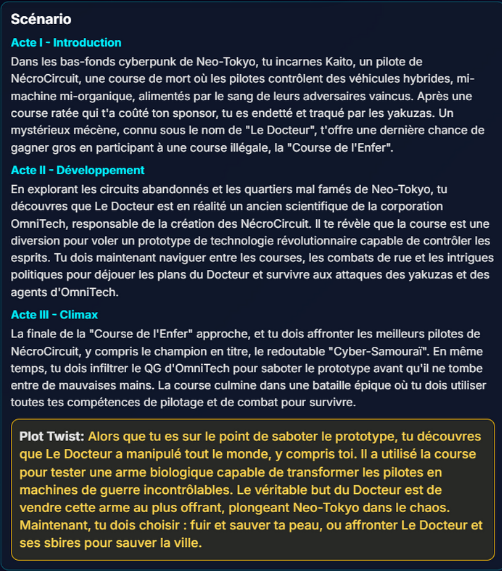 Scénario
Acte I - Introduction
Dans les bas-fonds cyberpunk de Neo-Tokyo, tu incarnes Kaito, un pilote de
NécroCircuit, une course de mort où les pilotes contrôlent des véhicules hybrides, mi-
machine mi-organique, alimentés par le sang de leurs adversaires vaincus. Après une
course ratée qui t'a coûté ton sponsor, tu es endetté et traqué par les yakuzas. Un
mystérieux mécène, connu sous le nom de "Le Docteur", t'offre une dernière chance de
gagner gros en participant à une course illégale, la "Course de l'Enfer".
Acte II - Développement
En explorant les circuits abandonnés et les quartiers mal famés de Neo-Tokyo, tu
découvres que Le Docteur est en réalité un ancien scientifique de la corporation
OmniTech, responsable de la création des NécroCircuit. Il te révèle que la course est une
diversion pour voler un prototype de technologie révolutionnaire capable de contrôler les
esprits. Tu dois maintenant naviguer entre les courses, les combats de rue et les intrigues
politiques pour déjouer les plans du Docteur et survivre aux attaques des yakuzas et des
agents d'OmniTech.
Acte III - Climax
La finale de la "Course de l'Enfer" approche, et tu dois affronter les meilleurs pilotes de
NécroCircuit, y compris le champion en titre, le redoutable "Cyber-Samouraï". En même
temps, tu dois infiltrer le QG d'OmniTech pour saboter le prototype avant qu'il ne tombe
entre de mauvaises mains. La course culmine dans une bataille épique où tu dois utiliser
toutes tes compétences de pilotage et de combat pour survivre.
Plot Twist: Alors que tu es sur le point de saboter le prototype, tu découvres
que Le Docteur a manipulé tout le monde, y compris toi. Il a utilisé la course
pour tester une arme biologique capable de transformer les pilotes en
machines de guerre incontrôlables. Le véritable but du Docteur est de
vendre cette arme au plus offrant, plongeant Neo-Tokyo dans le chaos.
Maintenant, tu dois choisir : fuir et sauver ta peau, ou affronter Le Docteur et
ses sbires pour sauver la ville.